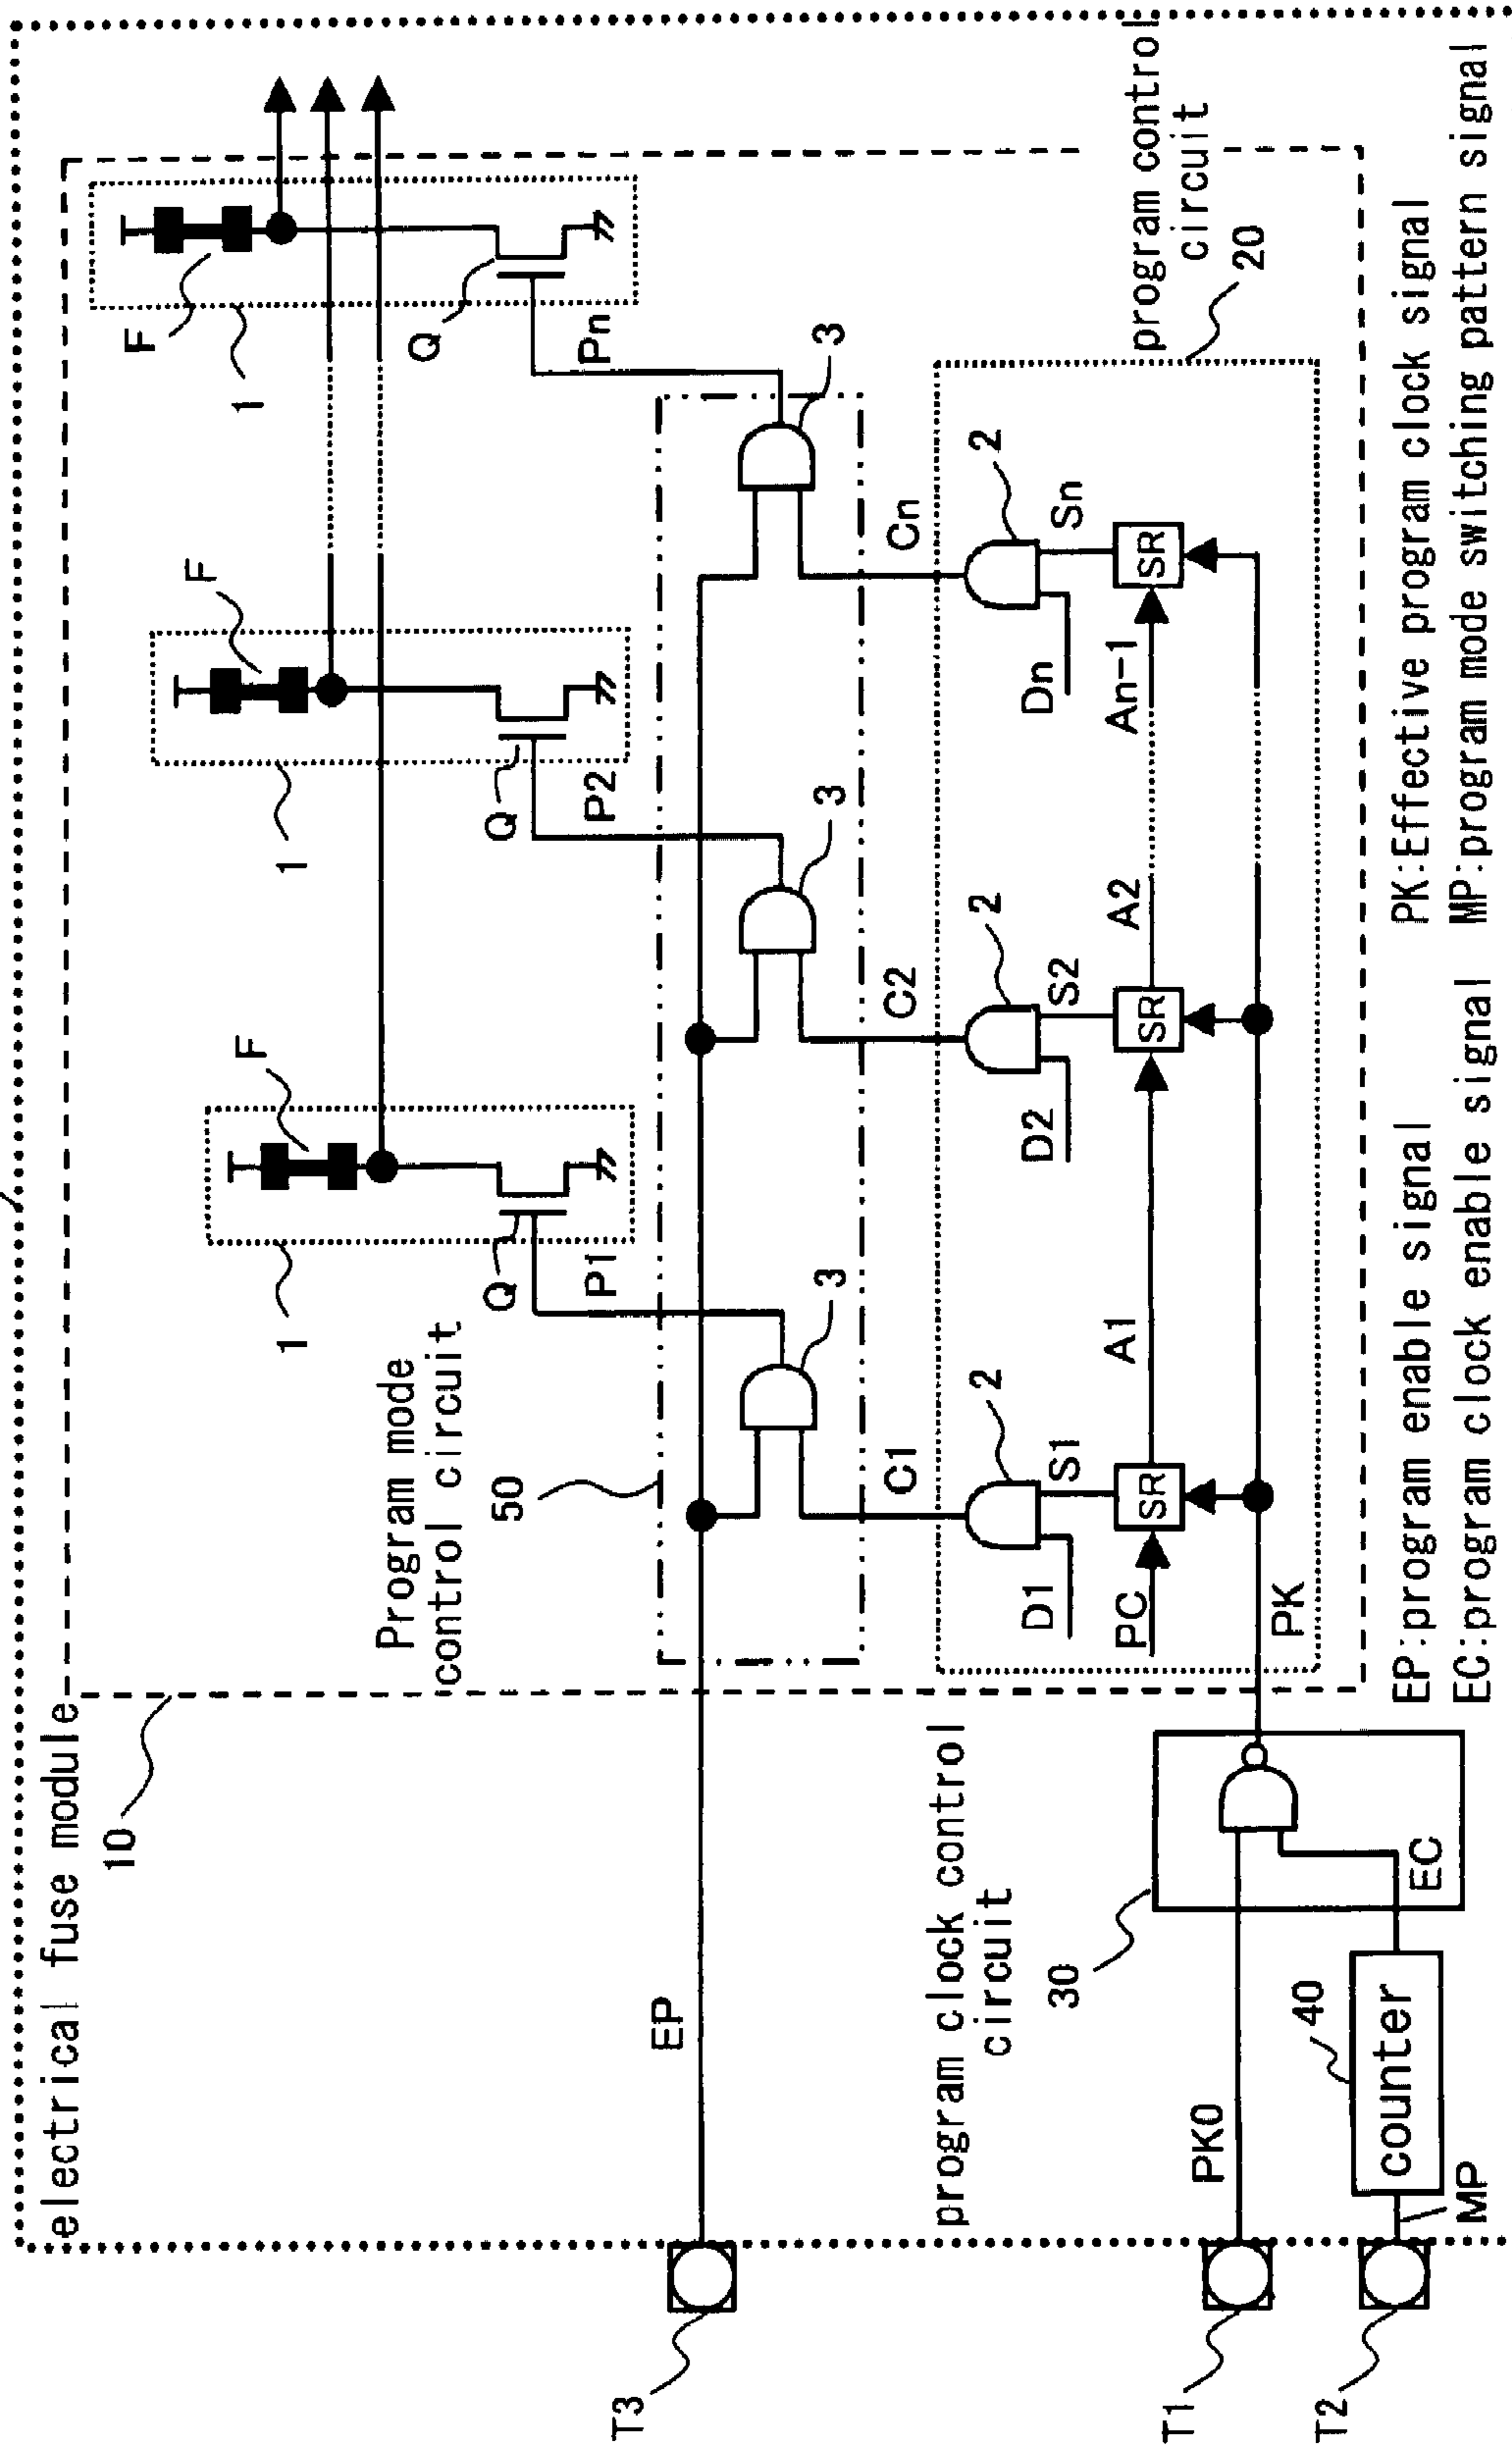 electrical fuse module
10
F
1
F
1
F
1
Q
Q
Q
Program mode
control circuit
50
P1
P2
Pn
EP
T3
3
3
3
C1
C2
Cn
program control
circuit
20
2
2
2
D1
S1
D2
S2
Dn
Sn
PC
SR
A1
SR
A2
An-1
SR
PK
program clock control
circuit
30
PK0
T1
EC
40
counter
MP
T2
EP:program enable signal
PK:Effective program clock signal
EC:program clock enable signal
MP:program mode switching pattern signal